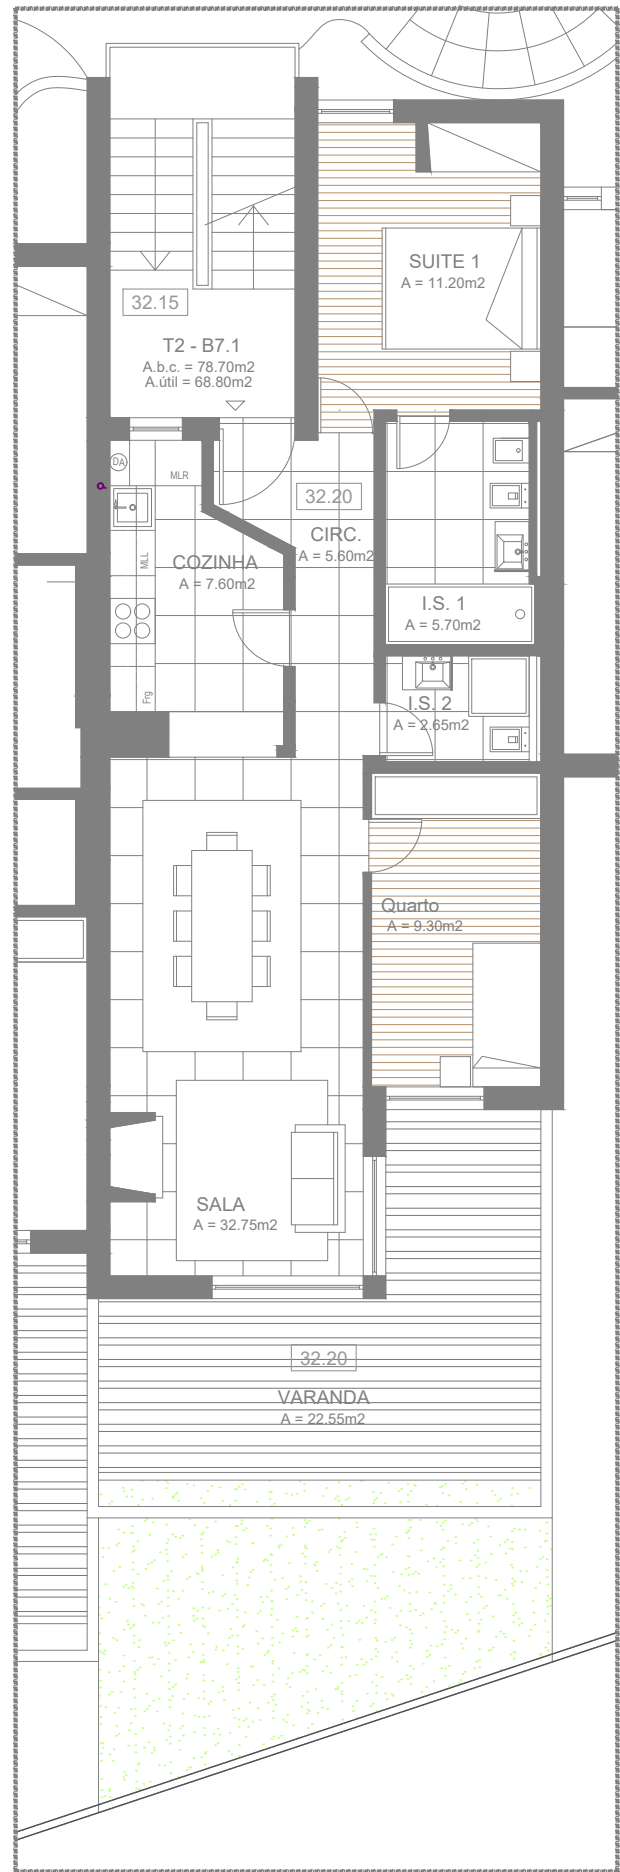 SUITE 1
A = 11.20m2
32.15
T2 - B7.1
A.b.c. = 78.70m2
A.útil = 68.80m2
DA
MLR
32.20
CIRC.
A = 5.60m2
COZINHA
A = 7.60m2
MLL
I.S. 1
A = 5.70m2
Frg
I.S. 2
A = 2.65m2
Quarto
A = 9.30m2
SALA
A = 32.75m2
32.20
VARANDA
A = 22.55m2